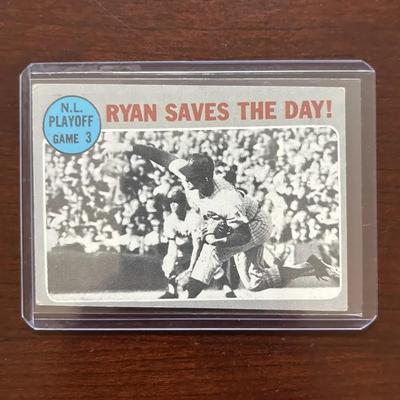 N.L.
PLAYOFF
GAME 3
RYAN SAVES THE DAY!